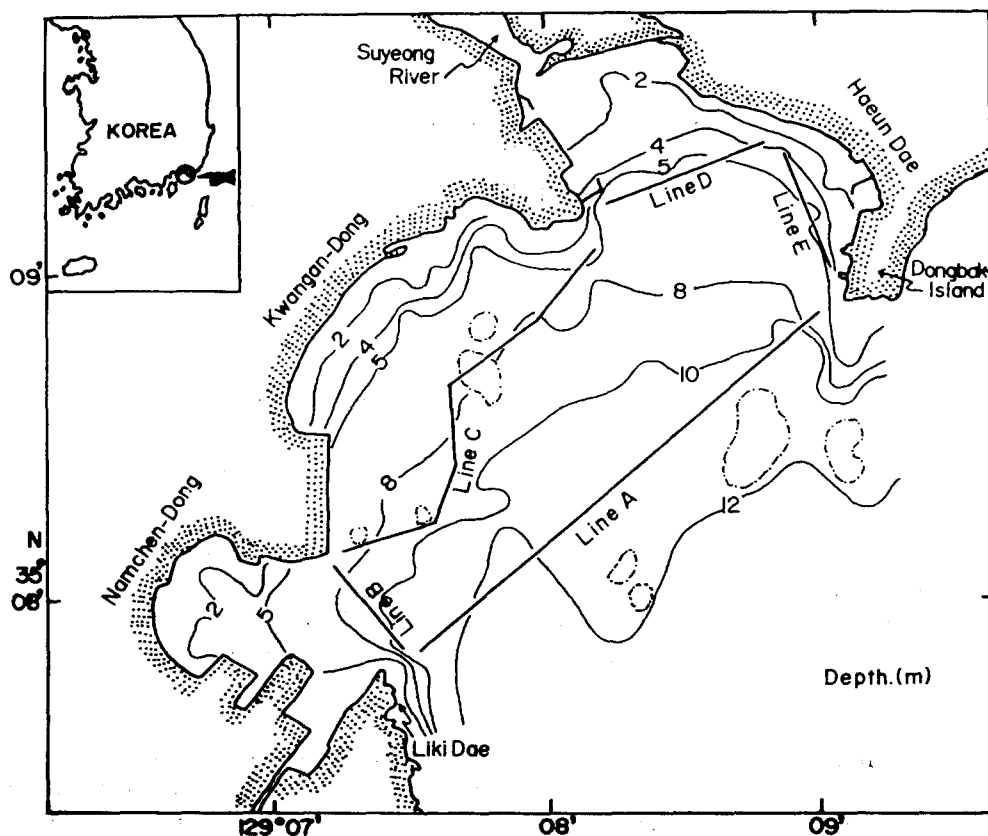 Suyeong
River
KOREA
2
Haeun Dae
4
5
Line D
Line E
Dongbak
Island
09'
Kwangan-Dong
8
2
4
5
10
Line C
8
Line A
12
N
35°
Namchen-Dong
08'
2
5
Line B
Depth.(m)
Liki Dae
129°07'
08'
09'